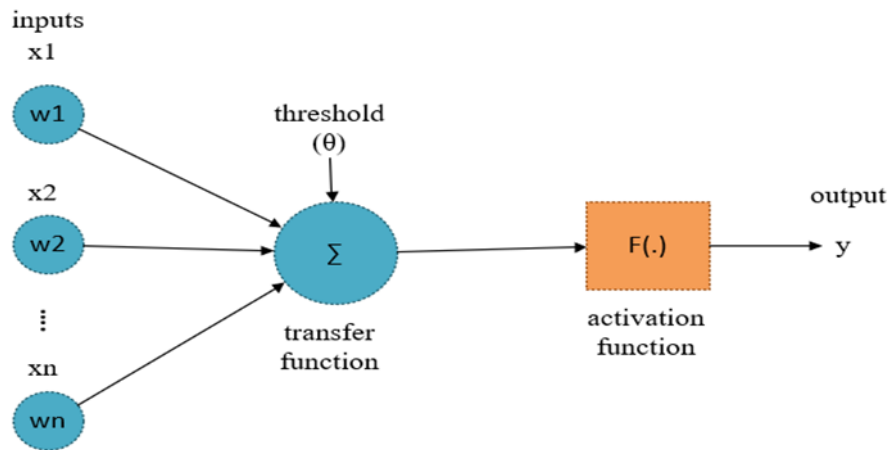 inputs
x1
w1
threshold
(θ)
x2
w2
Σ
transfer
function
F(.)
activation
function
output
y
⁞
xn
wn